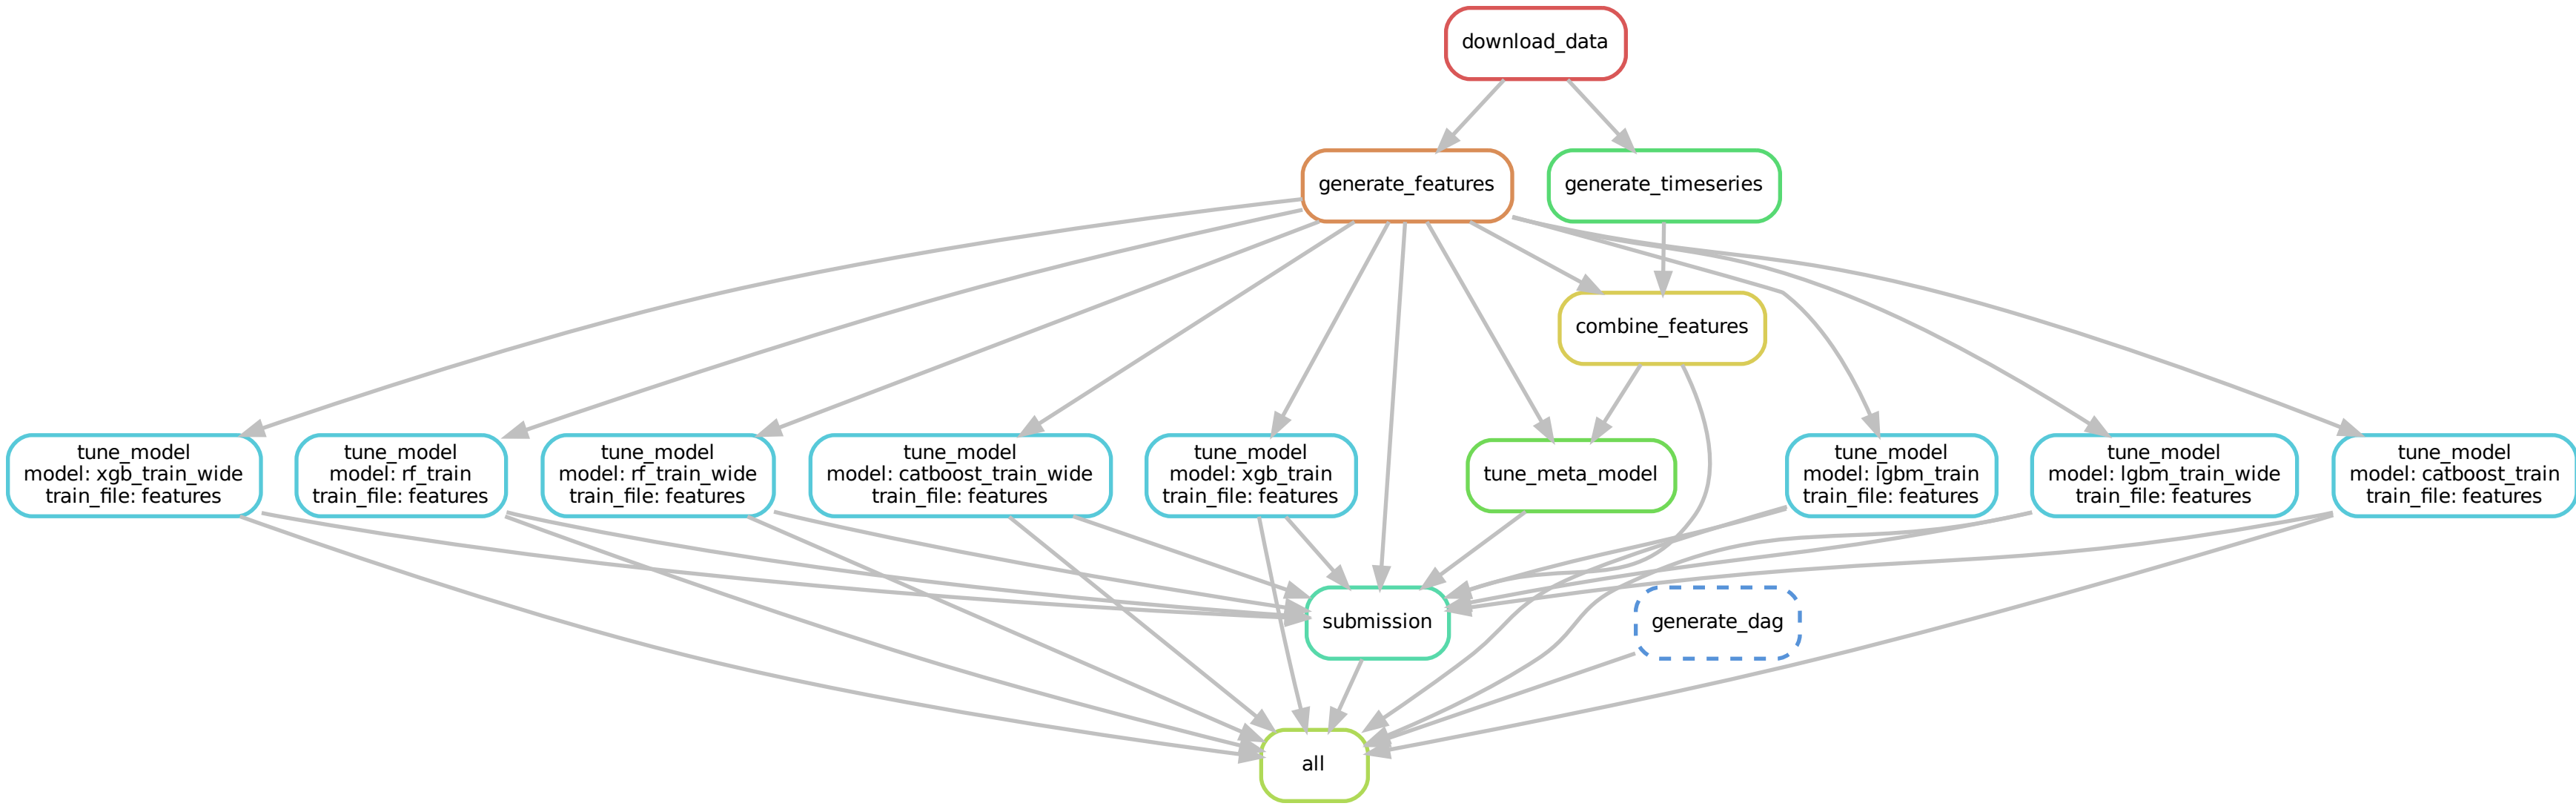 download_data
generate_features
generate_timeseries
combine_features
tune_model
model: xgb_train_wide
train_file: features
tune_model
model: rf_train
train_file: features
tune_model
model: rf_train_wide
train_file: features
tune_model
model: catboost_train_wide
train_file: features
tune_model
model: xgb_train
train_file: features
tune_meta_model
tune_model
model: lgbm_train
train_file: features
tune_model
model: lgbm_train_wide
train_file: features
tune_model
model: catboost_train
train_file: features
submission
generate_dag
all